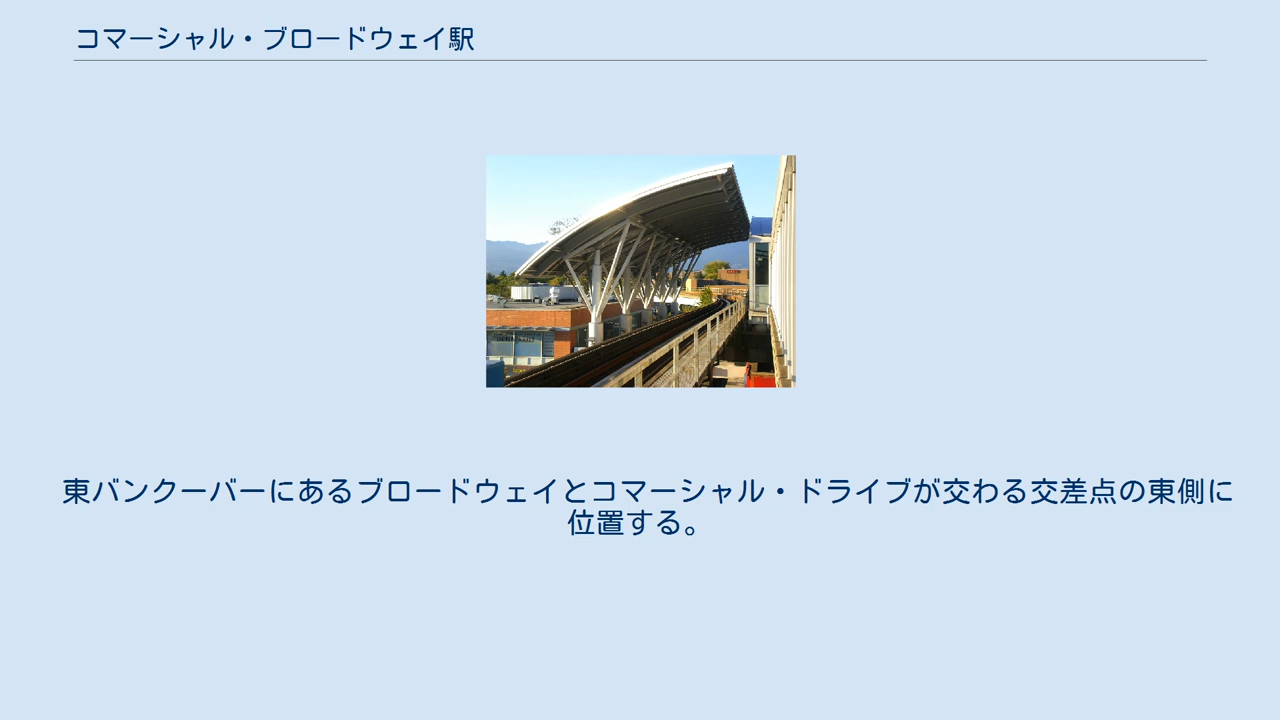 コマーシャル・ブロードウェイ駅
東バンクーバーにあるブロードウェイとコマーシャル・ドライブが交わる交差点の東側に
位置する。